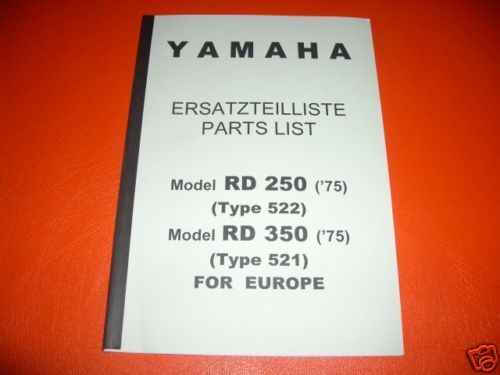 YAMAHA
ERSATZTEILLISTE
PARTS LIST
Model RD 250 ('75)
(Type 522)
Model RD 350 ('75)
(Type 521)
FOR EUROPE